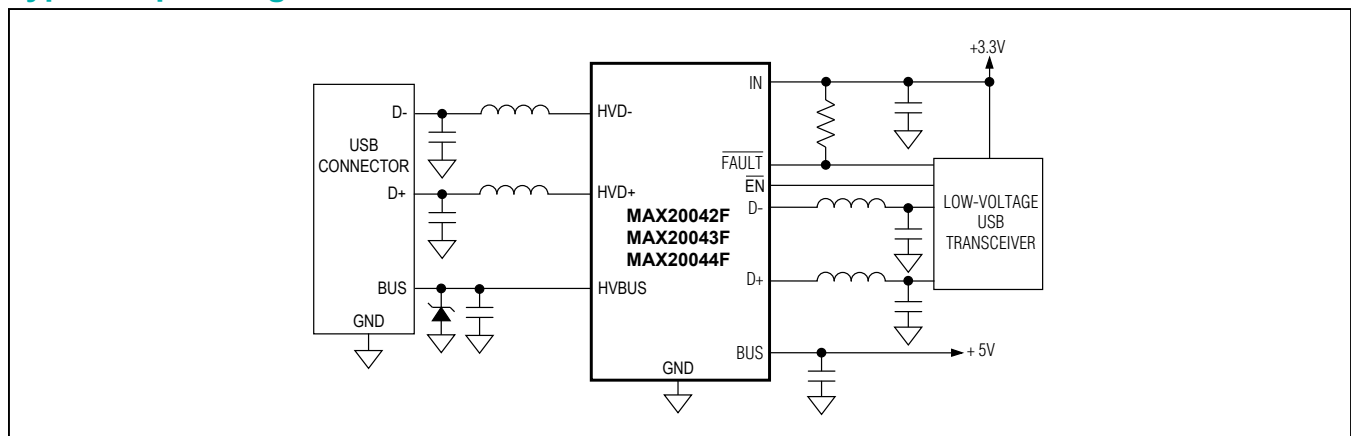 +3.3V
IN
D-
HVD-
USB
CONNECTOR
FAULT
EN
D+
HVD+
D-
LOW-VOLTAGE
USB
TRANSCEIVER
MAX20042F
MAX20043F
MAX20044F
D+
BUS
HVBUS
GND
BUS
+ 5V
GND